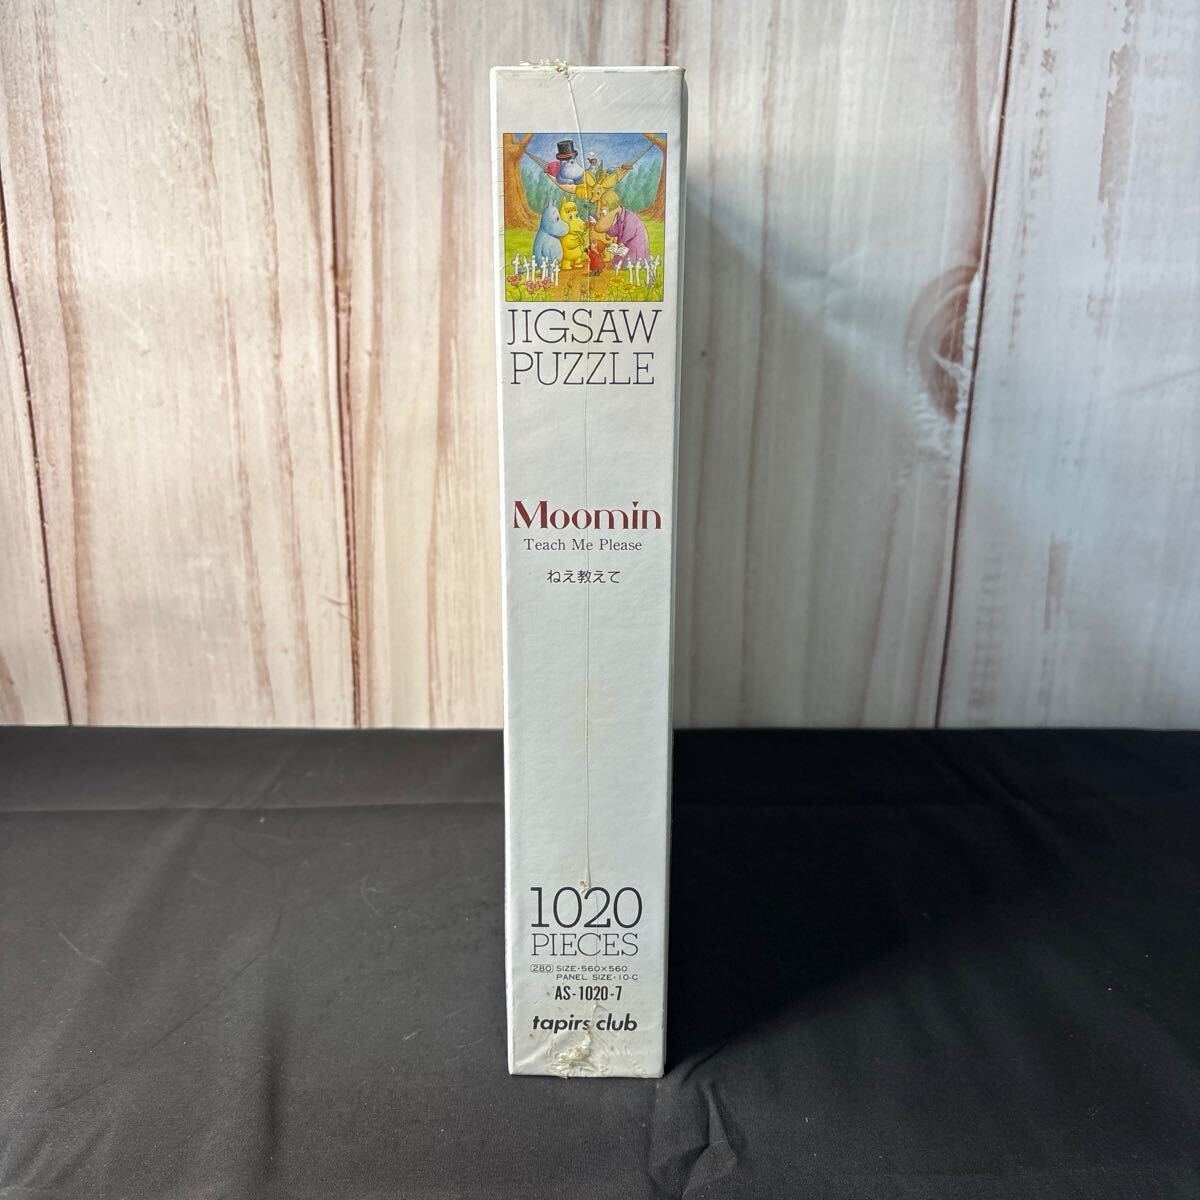 JIGSAW
PUZZLE
Moomin
Teach Me Please
ねえ教えて
1020
PIECES
280 SIZE・560×560
PANEL SIZE・10-C
AS-1020-7
tapirs club